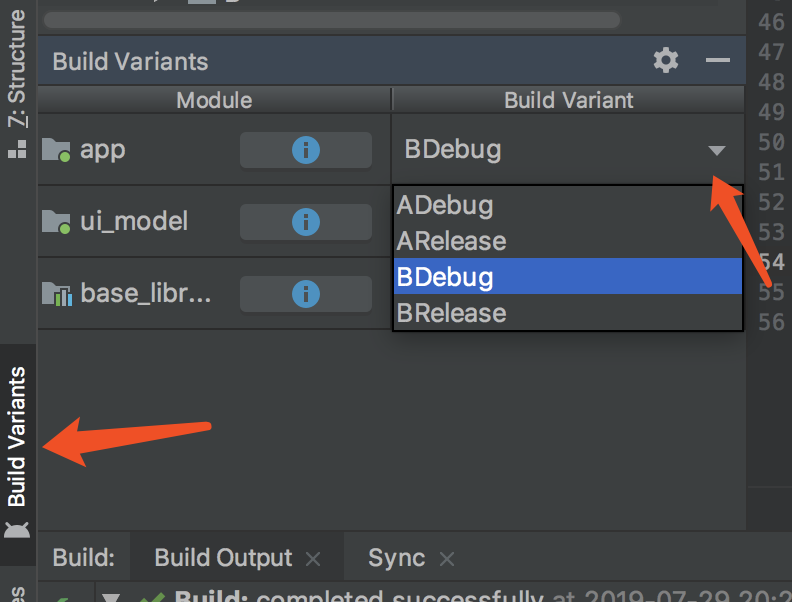 46
Z: Structure
Build Variants
47
48
Module
Build Variant
49
app
BDebug
50
51
ADebug
52
ui_model
ARelease
53
BDebug
54
base_libr...
BRelease
55
56
Build Variants
Build:
Build Output
Sync
Build: completed successfully at 2019-07-29 20:2